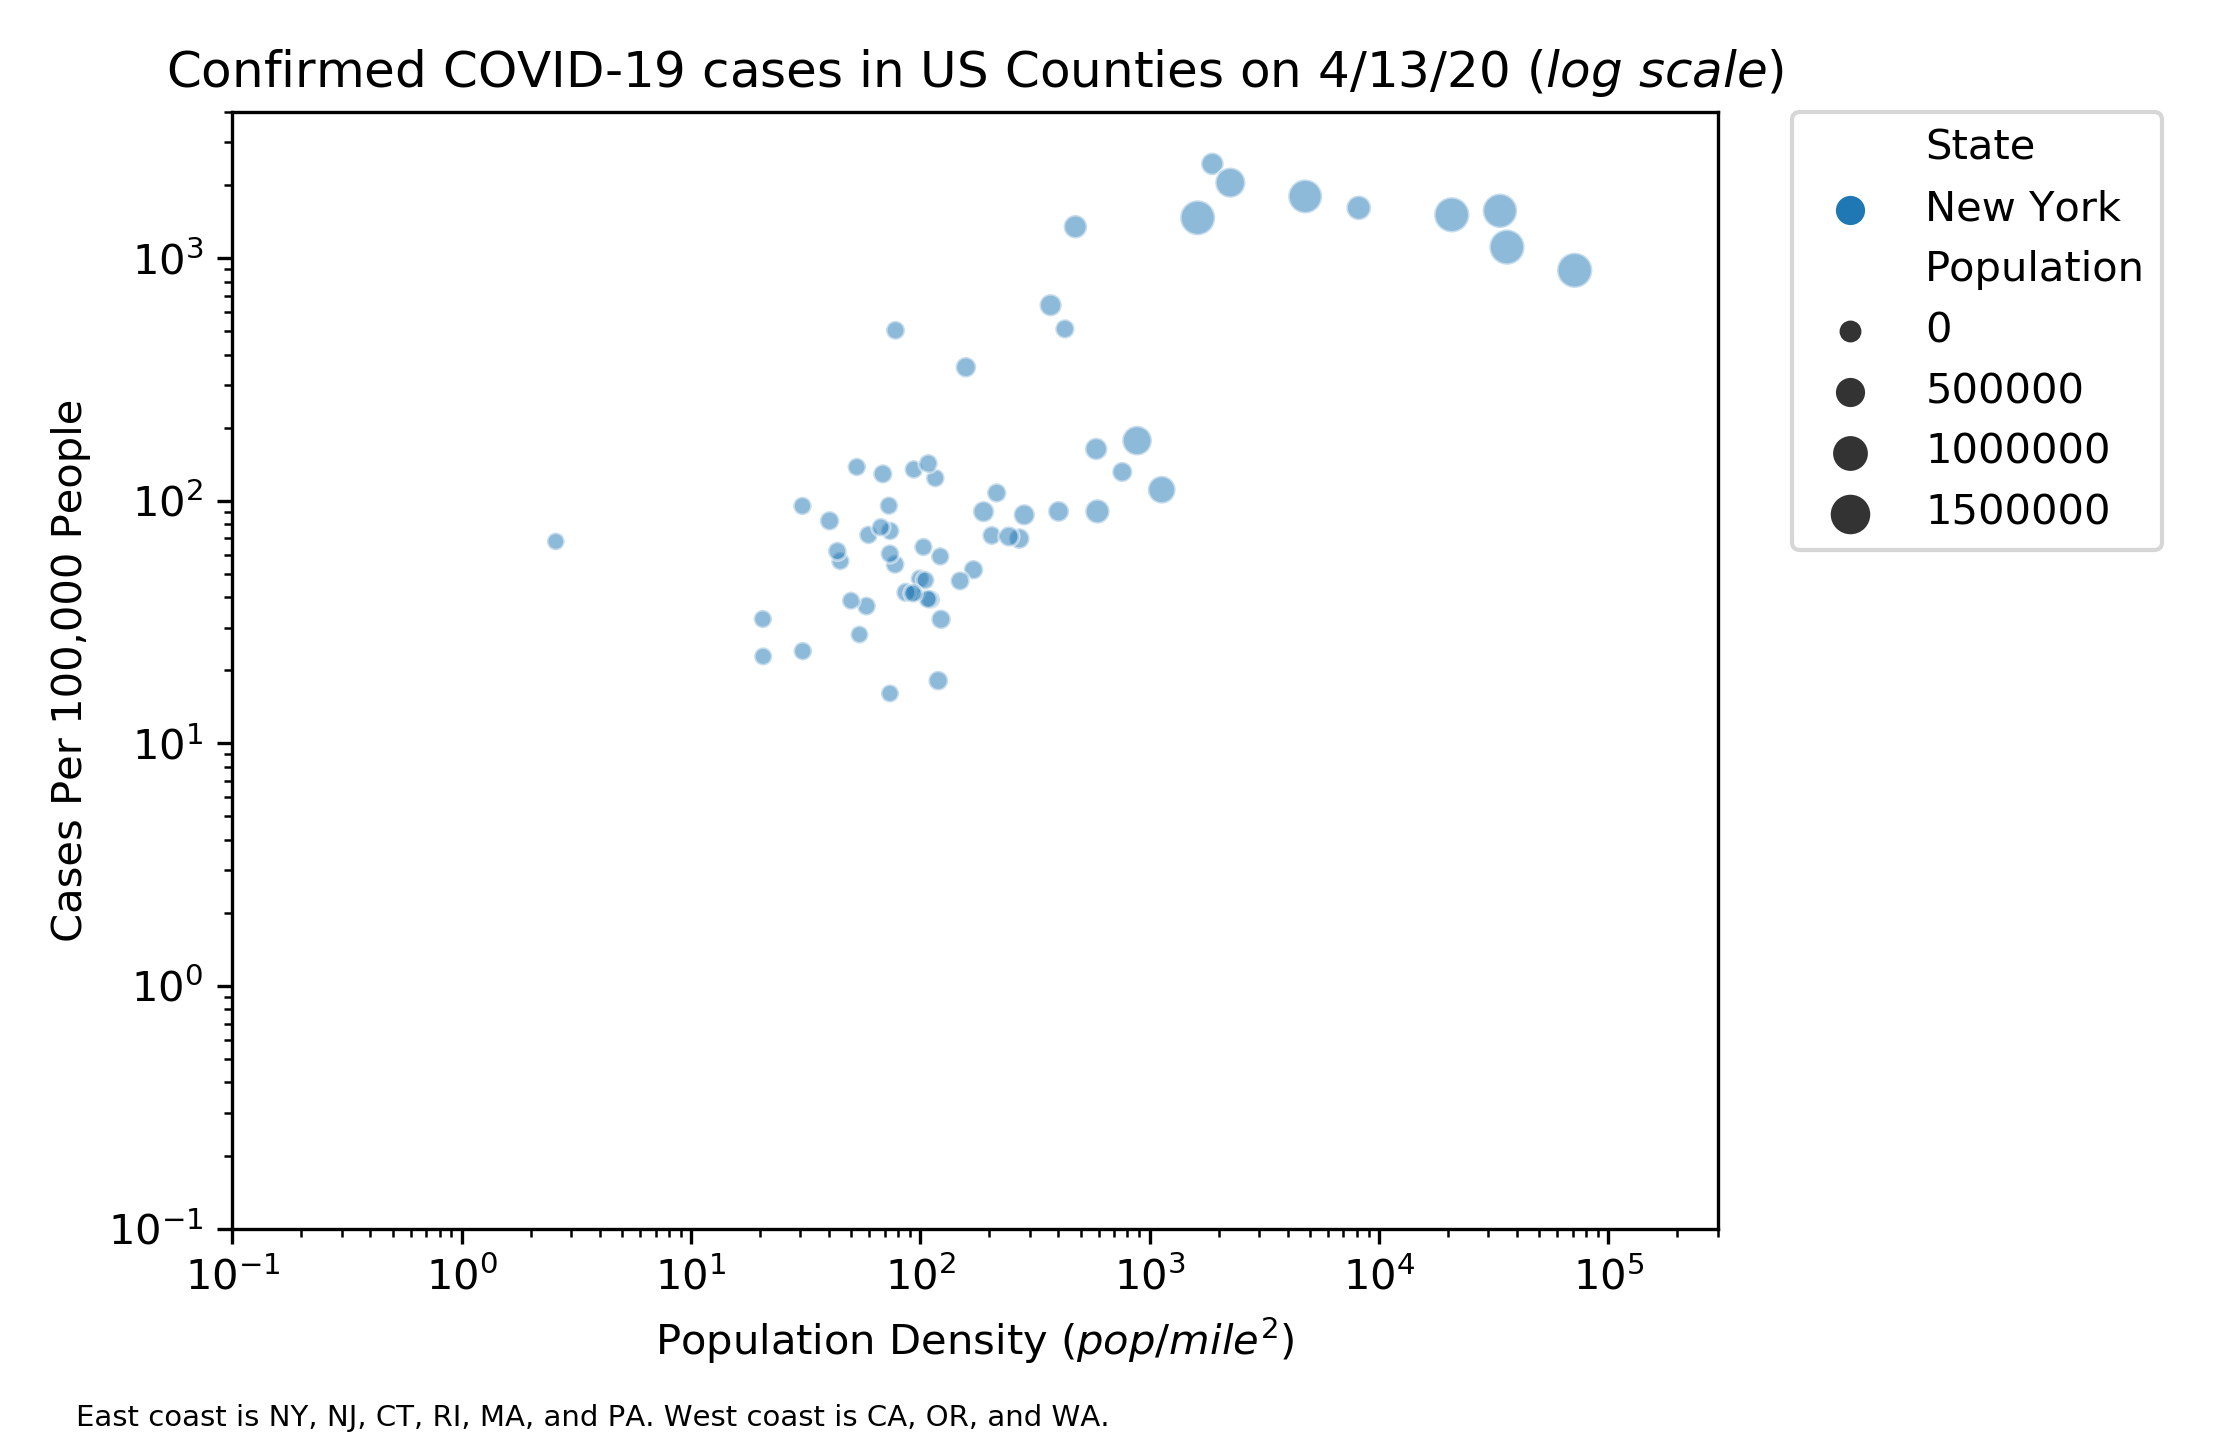 Confirmed COVID-19 cases in US Counties on 4/13/20 (log scale)
State
New York
Population
0
500000
1000000
1500000
Cases Per 100,000 People
10³
10²
10¹
10⁰
10⁻¹
10⁻¹ 10⁰ 10¹ 10² 10³ 10⁴ 10⁵
Population Density (pop/mile²)
East coast is NY, NJ, CT, RI, MA, and PA. West coast is CA, OR, and WA.